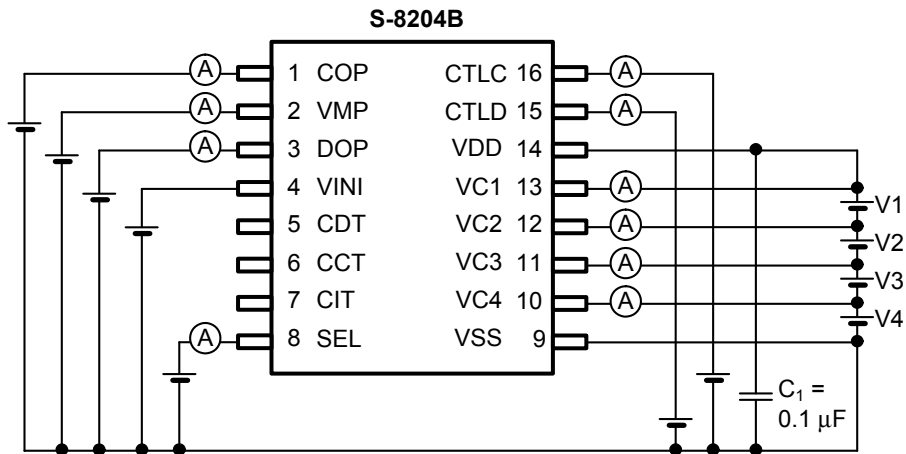 S-8204B
A 1 COP CTLC 16 A
A 2 VMP CTLD 15 A
A 3 DOP VDD 14
4 VINI VC1 13 A
V1
5 CDT VC2 12 A
V2
6 CCT VC3 11 A
V3
7 CIT VC4 10 A
V4
A 8 SEL VSS 9
C₁ =
0.1 μF